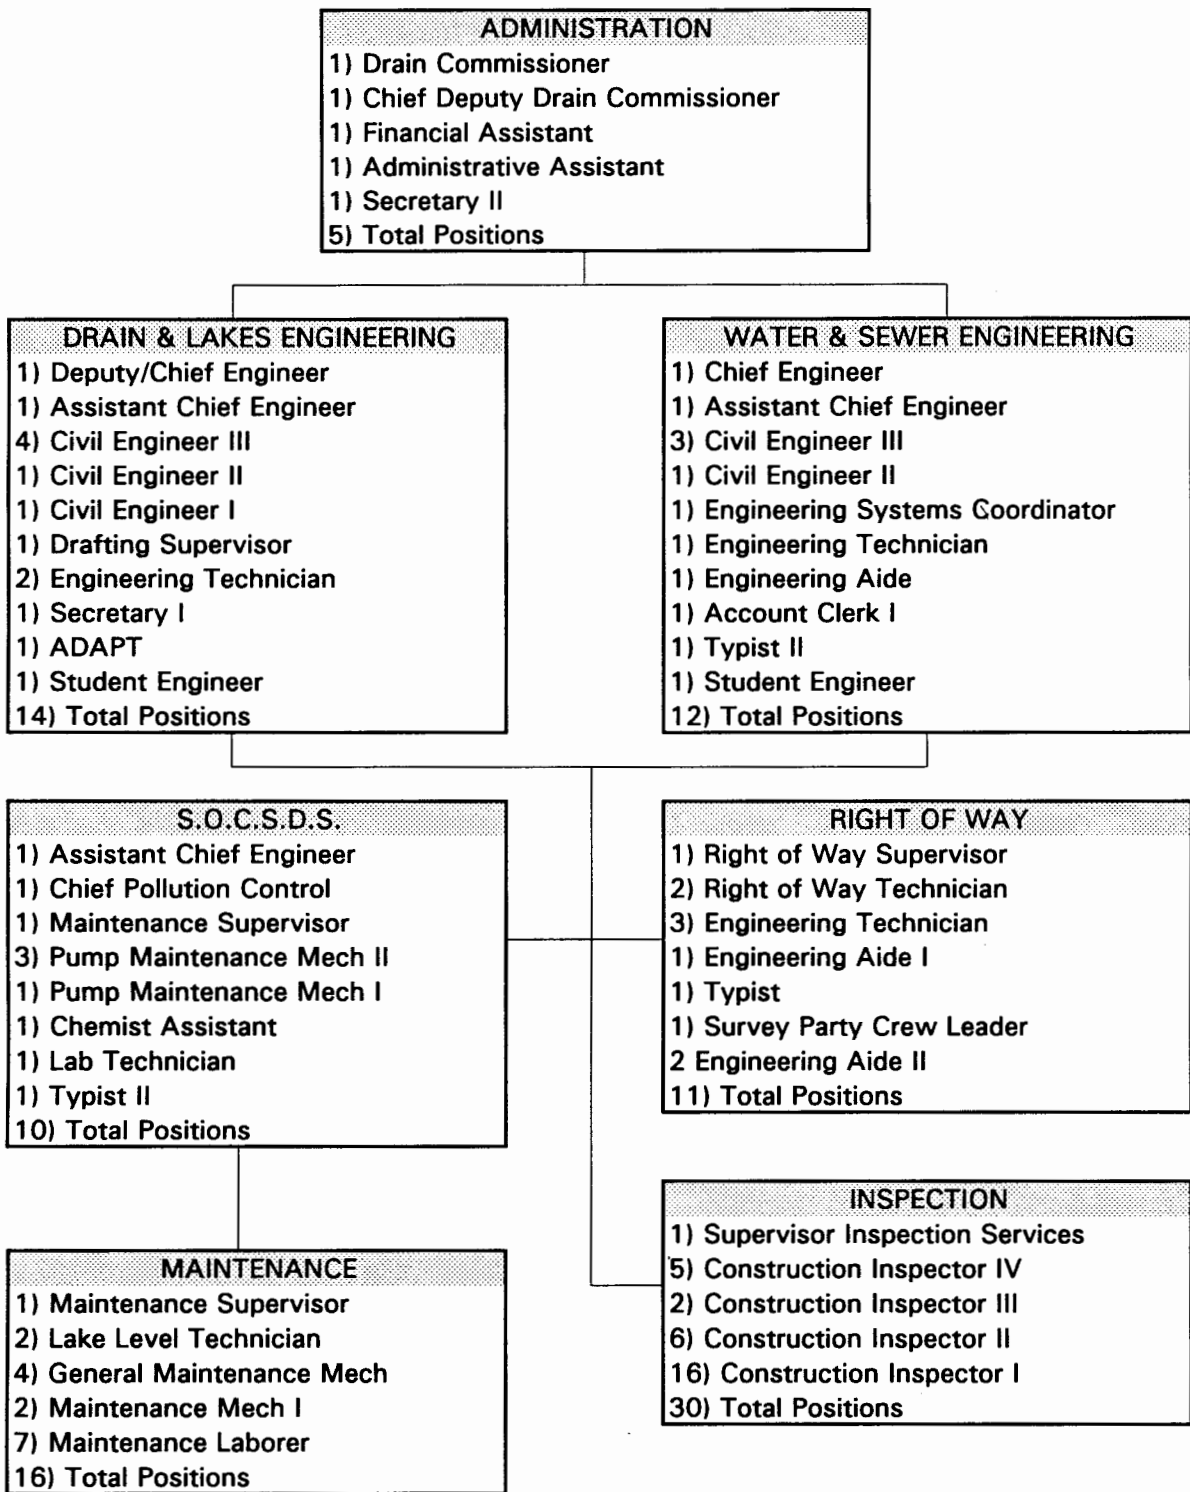 ADMINISTRATION
1) Drain Commissioner
1) Chief Deputy Drain Commissioner
1) Financial Assistant
1) Administrative Assistant
1) Secretary II
5) Total Positions
DRAIN & LAKES ENGINEERING
1) Deputy/Chief Engineer
1) Assistant Chief Engineer
4) Civil Engineer III
1) Civil Engineer II
1) Civil Engineer I
1) Drafting Supervisor
2) Engineering Technician
1) Secretary I
1) ADAPT
1) Student Engineer
14) Total Positions
WATER & SEWER ENGINEERING
1) Chief Engineer
1) Assistant Chief Engineer
3) Civil Engineer III
1) Civil Engineer II
1) Engineering Systems Coordinator
1) Engineering Technician
1) Engineering Aide
1) Account Clerk I
1) Typist II
1) Student Engineer
12) Total Positions
S.O.C.S.D.S.
1) Assistant Chief Engineer
1) Chief Pollution Control
1) Maintenance Supervisor
3) Pump Maintenance Mech II
1) Pump Maintenance Mech I
1) Chemist Assistant
1) Lab Technician
1) Typist II
10) Total Positions
RIGHT OF WAY
1) Right of Way Supervisor
2) Right of Way Technician
3) Engineering Technician
1) Engineering Aide I
1) Typist
1) Survey Party Crew Leader
2 Engineering Aide II
11) Total Positions
MAINTENANCE
1) Maintenance Supervisor
2) Lake Level Technician
4) General Maintenance Mech
2) Maintenance Mech I
7) Maintenance Laborer
16) Total Positions
INSPECTION
1) Supervisor Inspection Services
5) Construction Inspector IV
2) Construction Inspector III
6) Construction Inspector II
16) Construction Inspector I
30) Total Positions